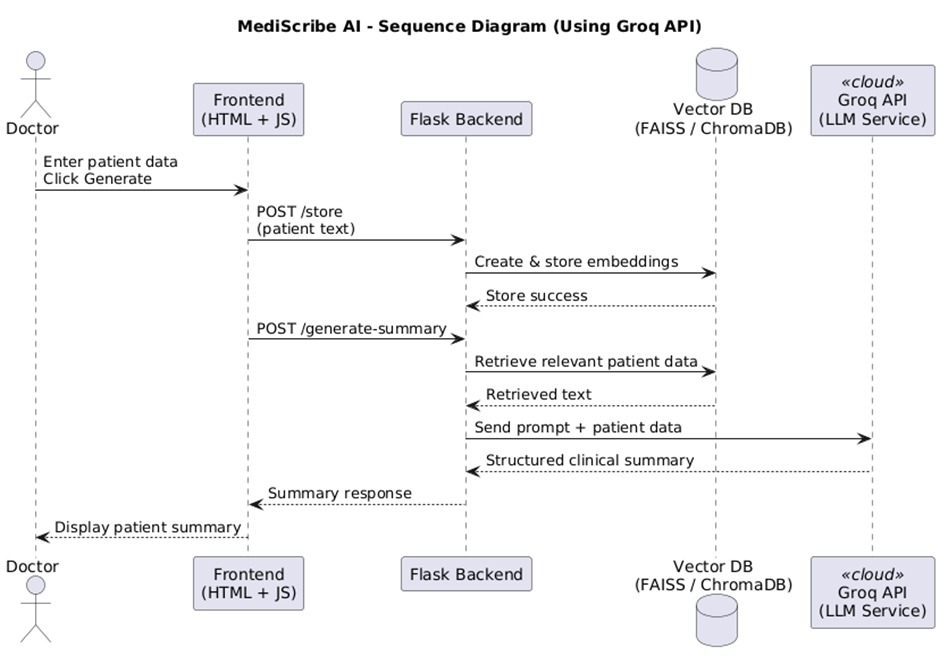 MediScribe AI - Sequence Diagram (Using Groq API)
Doctor
Frontend
(HTML + JS)
Flask Backend
Vector DB
(FAISS / ChromaDB)
«cloud»
Groq API
(LLM Service)
Enter patient data
Click Generate
POST /store
(patient text)
Create & store embeddings
Store success
POST /generate-summary
Retrieve relevant patient data
Retrieved text
Send prompt + patient data
Structured clinical summary
Summary response
Display patient summary
Doctor
Frontend
(HTML + JS)
Flask Backend
Vector DB
(FAISS / ChromaDB)
«cloud»
Groq API
(LLM Service)